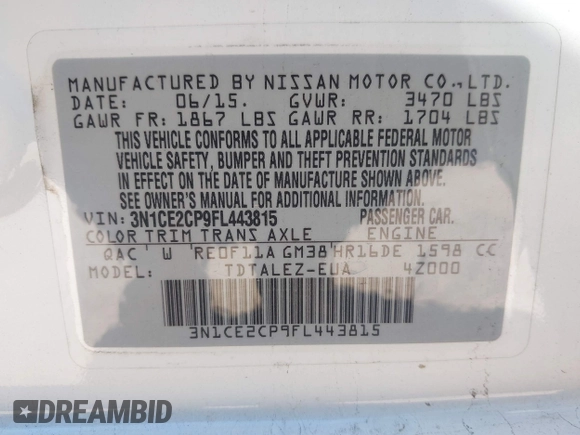 MANUFACTURED BY NISSAN MOTOR CO.,LTD.
DATE: 06/15. GVWR: 3470 LBS
GAWR FR: 1867 LBS GAWR RR: 1704 LBS
THIS VEHICLE CONFORMS TO ALL APPLICABLE FEDERAL MOTOR
VEHICLE SAFETY, BUMPER AND THEFT PREVENTION STANDARDS
IN EFFECT ON THE DATE OF MANUFACTURE SHOWN ABOVE.
SEE OWNER'S MANUAL FOR ADDITIONAL INFORMATION.
VIN: 3N1CE2CP9FL443815 PASSENGER CAR.
COLOR TRIM TRANS AXLE ENGINE
QAC W RE0F11A GM38 HR16DE 1598 CC
MODEL: TDTALEZ-EUA 4Z000
3N1CE2CP9FL443815
DREAMBID